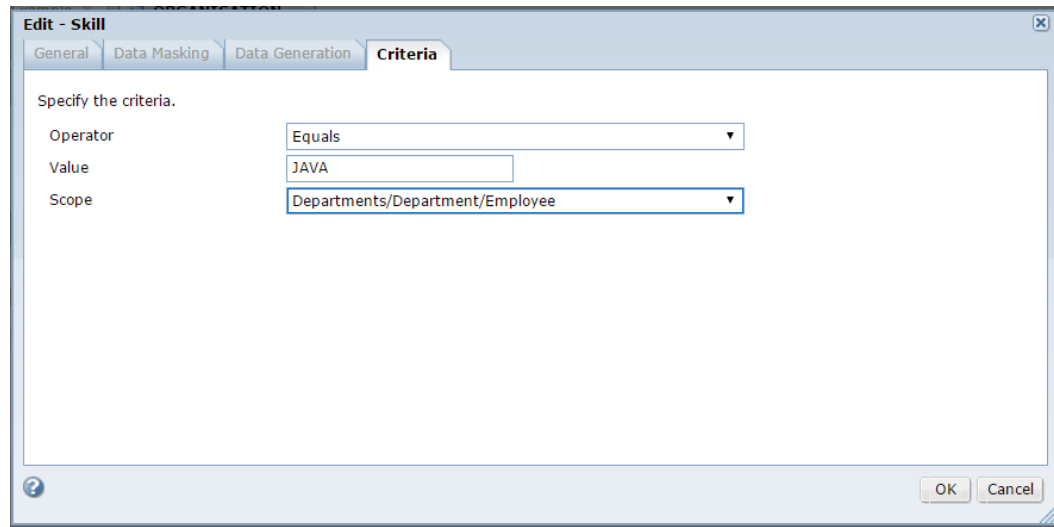 ORGANISATION
Edit - Skill
General Data Masking Data Generation Criteria
Specify the criteria.
Operator Equals
Value JAVA
Scope Departments/Department/Employee
OK Cancel